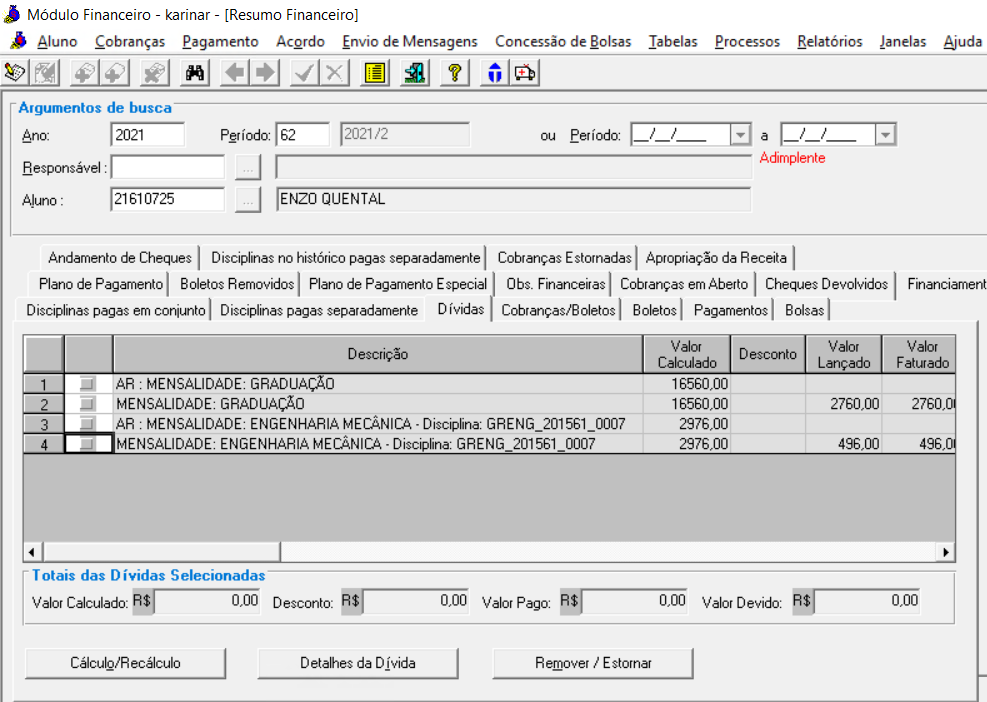 Módulo Financeiro - karinar - [Resumo Financeiro]
Aluno Cobranças Pagamento Acordo Envio de Mensagens Concessão de Bolsas Tabelas Processos Relatórios Janelas Ajuda
Argumentos de busca
Ano: 2021 Período: 62 2021/2 ou Período: __/__/____ a __/__/____
Responsável : ... Adimplente
Aluno : 21610725 ... ENZO QUENTAL
Andamento de Cheques Disciplinas no histórico pagas separadamente Cobranças Estornadas Apropriação da Receita
Plano de Pagamento Boletos Removidos Plano de Pagamento Especial Obs. Financeiras Cobranças em Aberto Cheques Devolvidos Financiament
Disciplinas pagas em conjunto Disciplinas pagas separadamente Dívidas Cobranças/Boletos Boletos Pagamentos Bolsas
Descrição Valor Calculado Desconto Valor Lançado Valor Faturado
1 AR : MENSALIDADE: GRADUAÇÃO 16560,00
2 MENSALIDADE: GRADUAÇÃO 16560,00 2760,00 2760,0
3 AR : MENSALIDADE: ENGENHARIA MECÂNICA - Disciplina: GRENG_201561_0007 2976,00
4 MENSALIDADE: ENGENHARIA MECÂNICA - Disciplina: GRENG_201561_0007 2976,00 496,00 496,0
Totais das Dívidas Selecionadas
Valor Calculado: R$ 0,00 Desconto: R$ 0,00 Valor Pago: R$ 0,00 Valor Devido: R$ 0,00
Cálculo/Recálculo Detalhes da Dívida Remover / Estornar